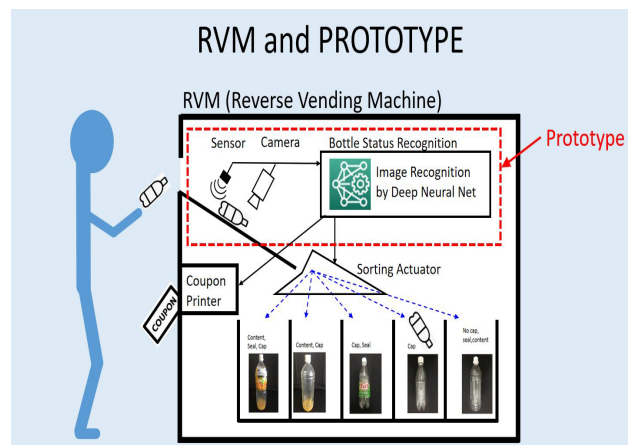 RVM and PROTOTYPE
RVM (Reverse Vending Machine)
Sensor
Camera
Bottle Status Recognition
Prototype
Image Recognition
by Deep Neural Net
Sorting Actuator
Coupon
Printer
COUPON
Content,
Seal, Cap
Content, Cap
Cap, Seal
Cap
No cap,
seal,content